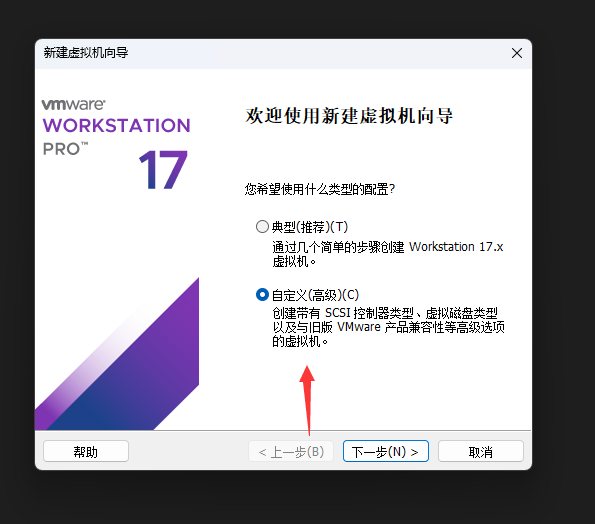 新建虚拟机向导
vmware®
WORKSTATION
PRO™
17
欢迎使用新建虚拟机向导
您希望使用什么类型的配置?
典型(推荐)(T)
通过几个简单的步骤创建 Workstation 17.x
虚拟机。
自定义(高级)(C)
创建带有 SCSI 控制器类型、虚拟磁盘类型
以及与旧版 VMware 产品兼容性等高级选项
的虚拟机。
帮助
< 上一步(B)
下一步(N) >
取消